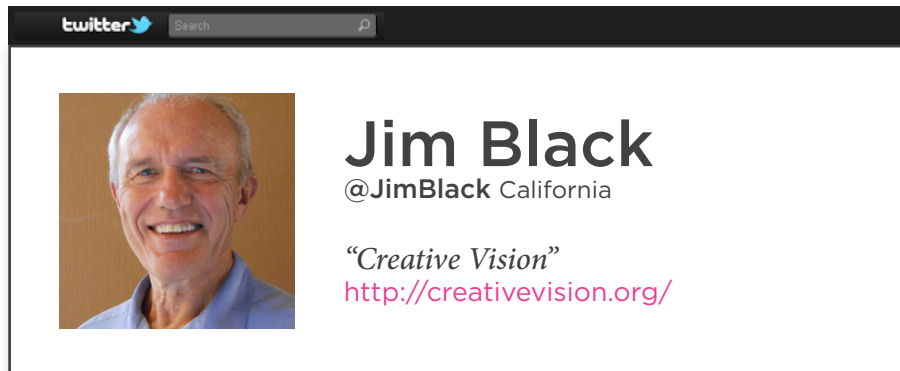 twitter Search
Jim Black
@JimBlack California
“Creative Vision”
http://creativevision.org/